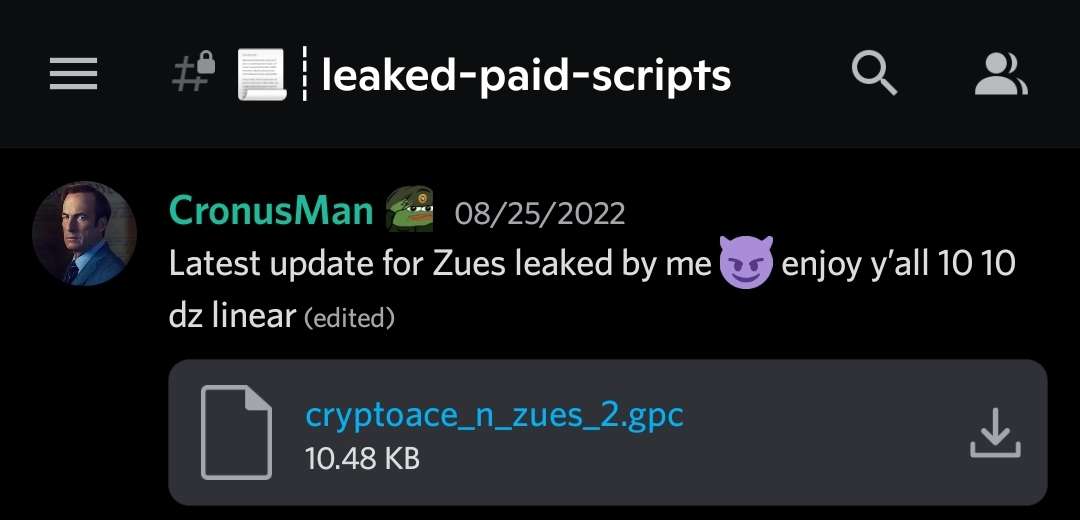 leaked-paid-scripts
CronusMan 08/25/2022
Latest update for Zues leaked by me 😈 enjoy y’all 10 10
dz linear (edited)
cryptoace_n_zues_2.gpc
10.48 KB